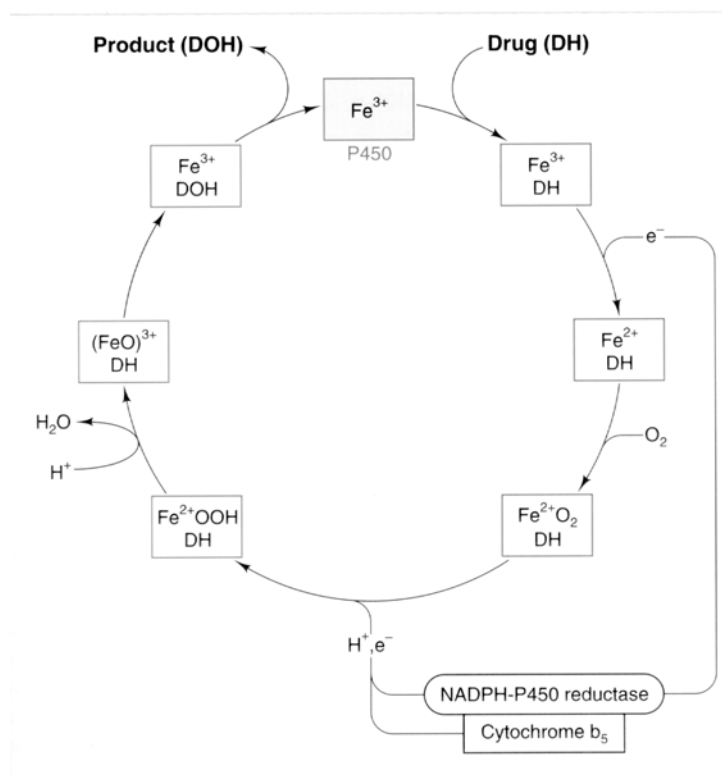 Product (DOH)
Drug (DH)
Fe³⁺
P450
Fe³⁺
DOH
Fe³⁺
DH
e⁻
(FeO)³⁺
DH
Fe²⁺
DH
H₂O
H⁺
O₂
Fe²⁺OOH
DH
Fe²⁺O₂
DH
H⁺,e⁻
NADPH-P450 reductase
Cytochrome b₅